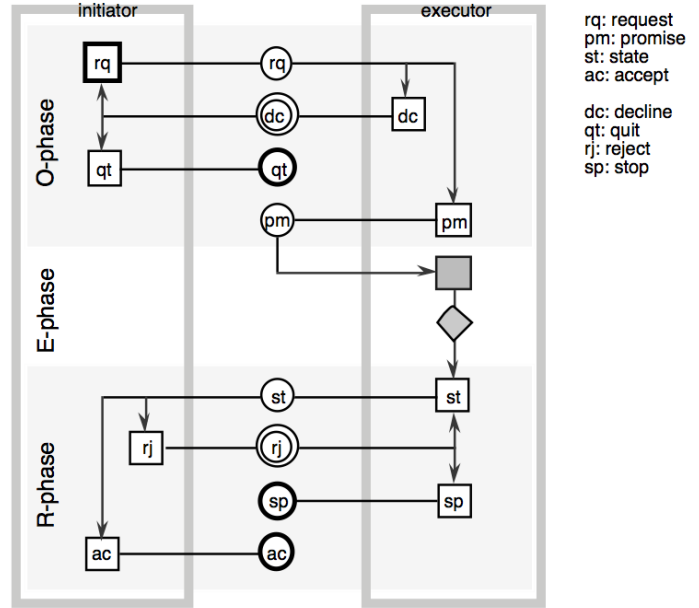 initiator
executor
rq: request
pm: promise
st: state
ac: accept
dc: decline
qt: quit
rj: reject
sp: stop
O-phase
rq
rq
dc
dc
qt
qt
pm
pm
E-phase
R-phase
st
st
rj
rj
sp
sp
ac
ac